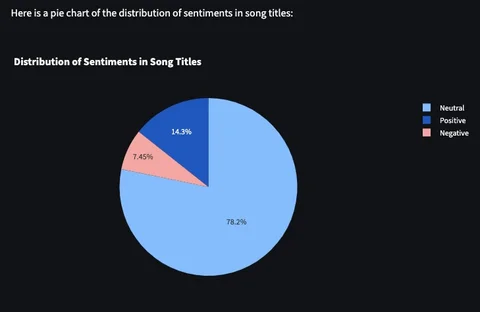 Here is a pie chart of the distribution of sentiments in song titles:
Distribution of Sentiments in Song Titles
Neutral
Positive
Negative
14.3%
7.45%
78.2%